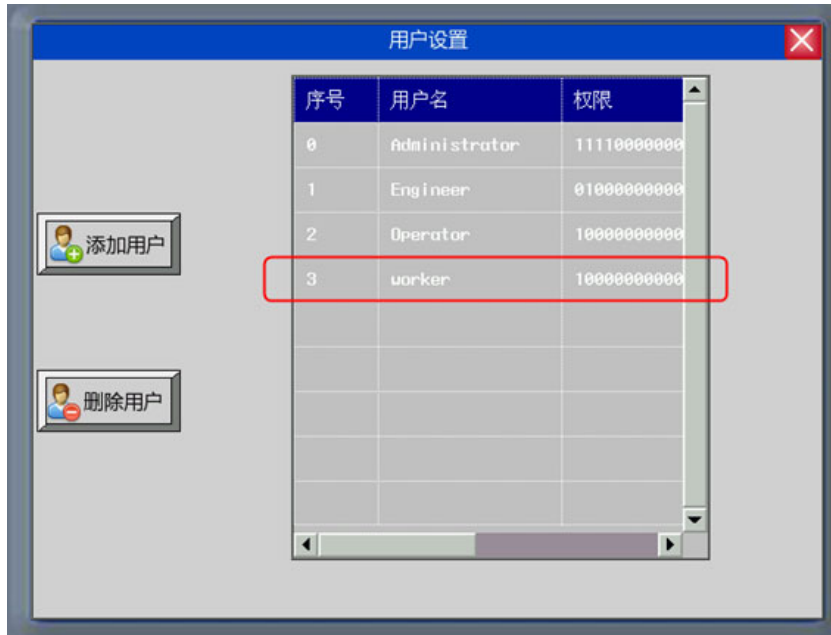 用户设置
序号 用户名 权限
0 Administrator 11110000000
1 Engineer 01000000000
2 Operator 10000000000
3 worker 10000000000
添加用户
删除用户